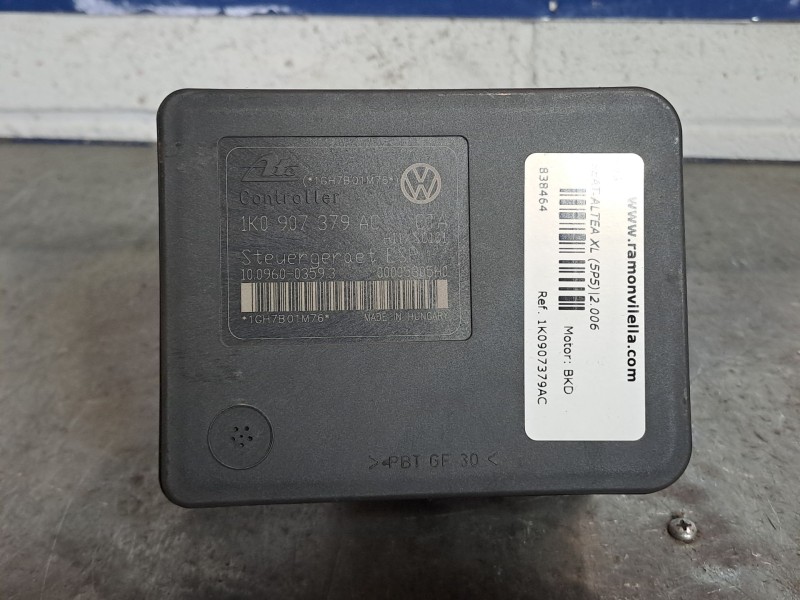 Ate
(*1GH7B01M76*)
Controller
1K0 907 379
Steuergeraet ESP
10.0960-0359.3
*1GH7B01M76*
MADE IN HUNGARY
>PBT GF 30<
www.ramonvilella.com
ALTEA XL (5P5)|2.006
838464
Motor: BKD
Ref. 1K0907379AC